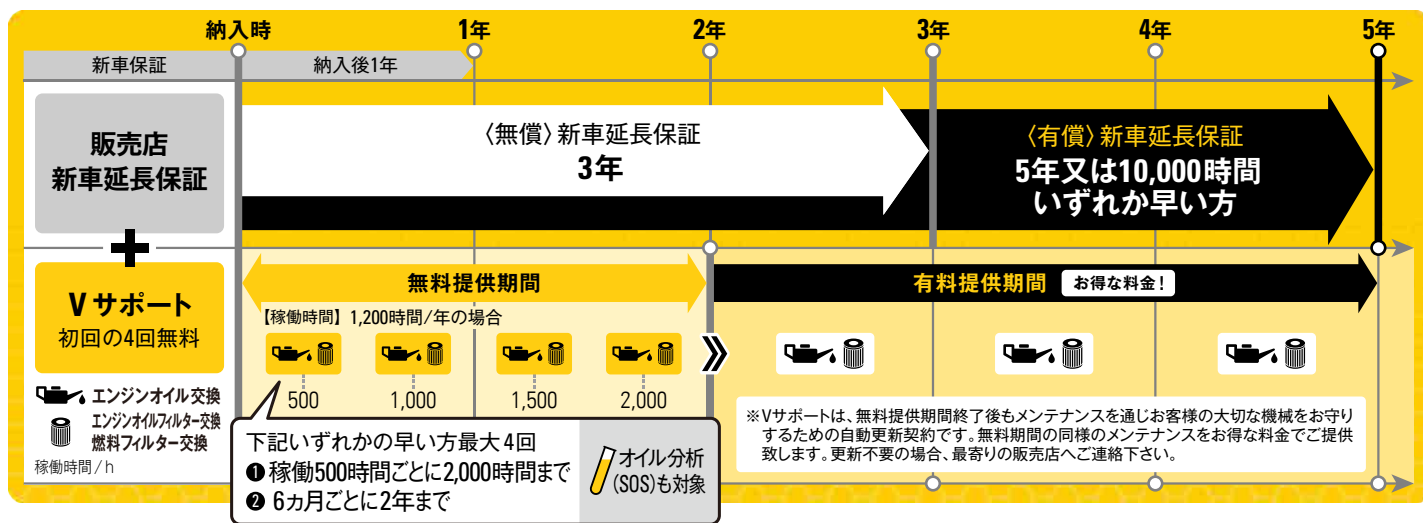 納入時
1年
2年
3年
4年
5年
新車保証
納入後1年
販売店
新車延長保証
〈無償〉新車延長保証
3年
〈有償〉新車延長保証
5年又は10,000時間
いずれか早い方
Vサポート
初回の4回無料
無料提供期間
有料提供期間 お得な料金!
【稼働時間】1,200時間/年の場合
500
1,000
1,500
2,000
エンジンオイル交換
エンジンオイルフィルター交換
燃料フィルター交換
稼働時間/h
下記いずれかの早い方最大4回
❶ 稼働500時間ごとに2,000時間まで
❷ 6ヵ月ごとに2年まで
オイル分析
(SOS)も対象
※Vサポートは、無料提供期間終了後もメンテナンスを通じお客様の大切な機械をお守り
するための自動更新契約です。無料期間の同様のメンテナンスをお得な料金でご提供
致します。更新不要の場合、最寄りの販売店へご連絡下さい。